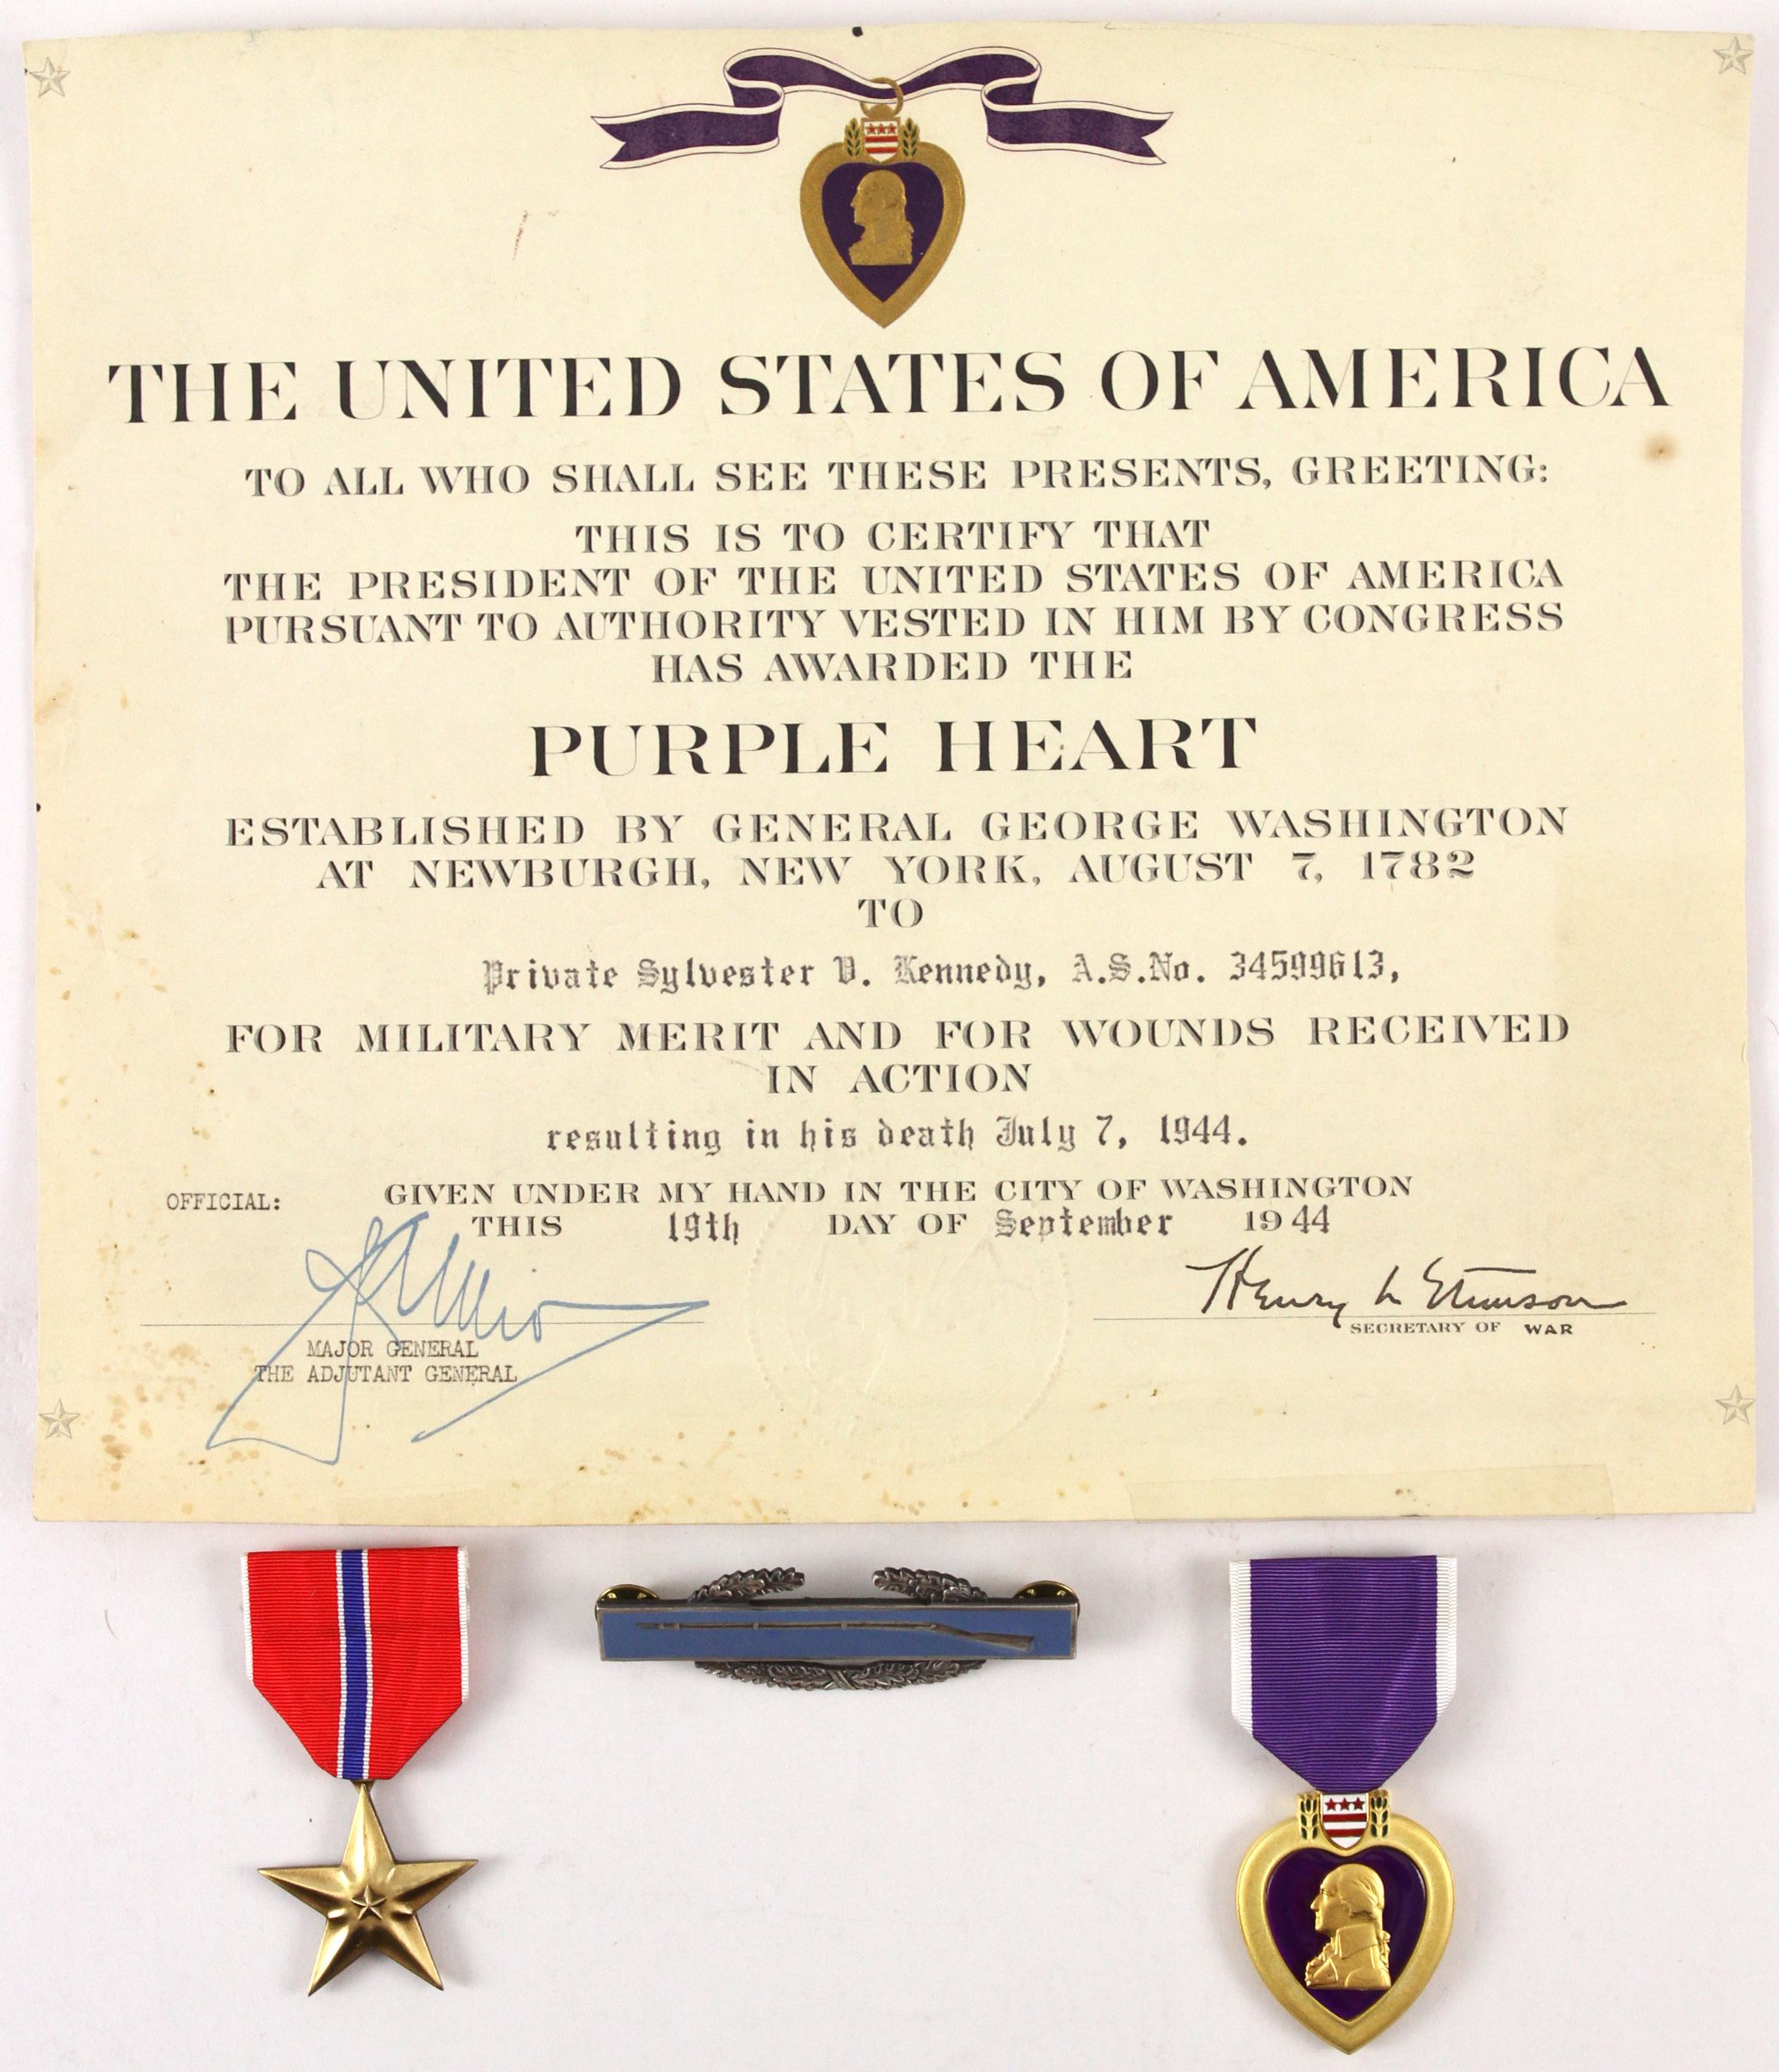 THE UNITED STATES OF AMERICA
TO ALL WHO SHALL SEE THESE PRESENTS, GREETING:
THIS IS TO CERTIFY THAT
THE PRESIDENT OF THE UNITED STATES OF AMERICA
PURSUANT TO AUTHORITY VESTED IN HIM BY CONGRESS
HAS AWARDED THE
PURPLE HEART
ESTABLISHED BY GENERAL GEORGE WASHINGTON
AT NEWBURGH, NEW YORK, AUGUST 7, 1782
TO
Private Sylvester V. Kennedy, A.S.No. 34599613,
FOR MILITARY MERIT AND FOR WOUNDS RECEIVED
IN ACTION
resulting in his death July 7, 1944.
OFFICIAL:
GIVEN UNDER MY HAND IN THE CITY OF WASHINGTON
THIS 19th DAY OF September 1944
MAJOR GENERAL
THE ADJUTANT GENERAL
Henry L Stimson
SECRETARY OF WAR